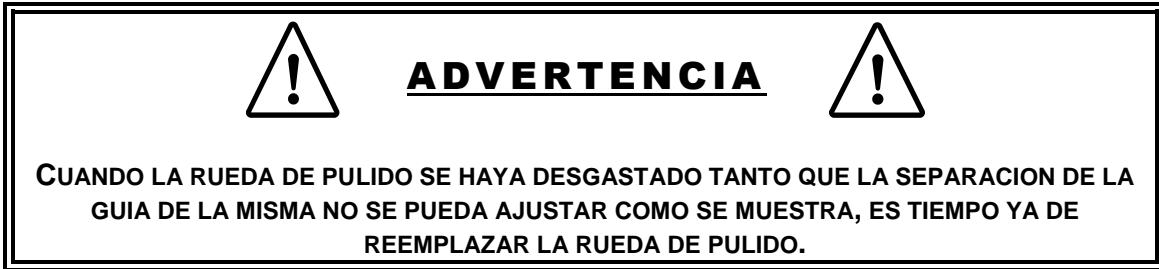 ADVERTENCIA
CUANDO LA RUEDA DE PULIDO SE HAYA DESGASTADO TANTO QUE LA SEPARACION DE LA
GUIA DE LA MISMA NO SE PUEDA AJUSTAR COMO SE MUESTRA, ES TIEMPO YA DE
REEMPLAZAR LA RUEDA DE PULIDO.